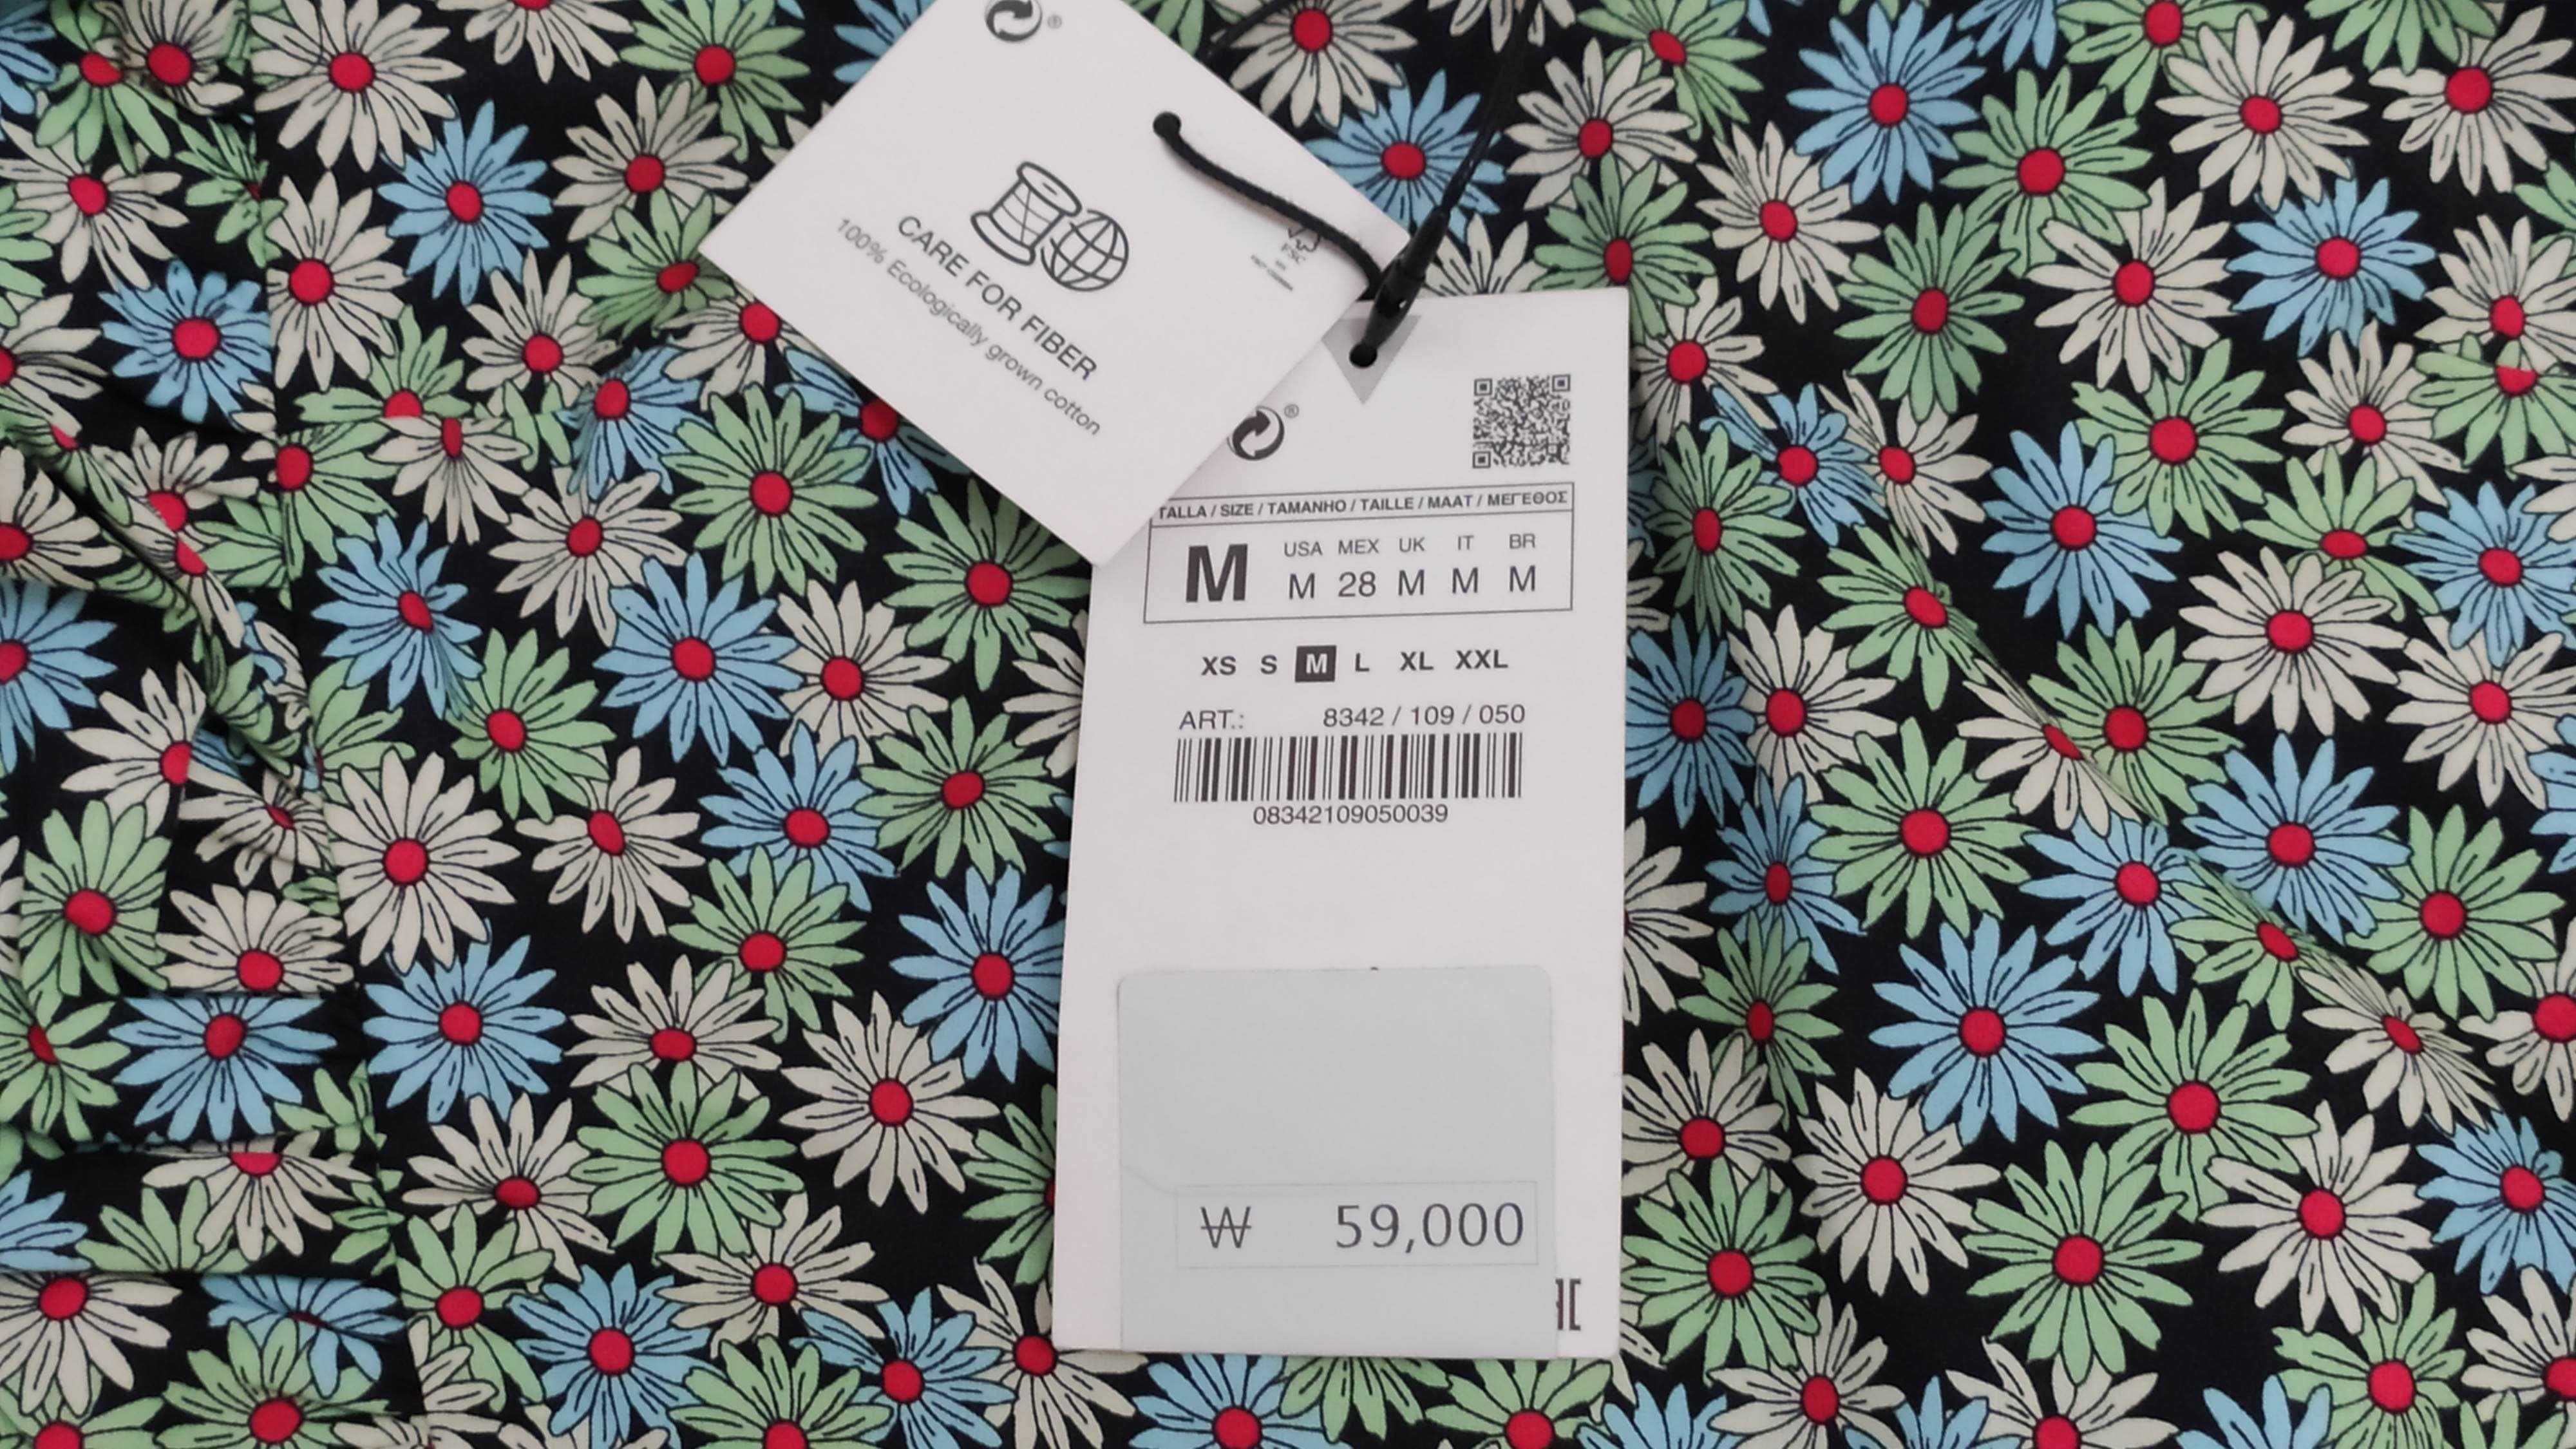 ®
CARE FOR FIBER
100% Ecologically grown cotton
FSC
®
TALLA / SIZE / TAMANHO / TAILLE / MAAT / ΜΕΓΕΘΟΣ
M
USA MEX UK IT BR
M 28 M M M
XS S M L XL XXL
ART.: 8342 / 109 / 050
08342109050039
₩ 59,000